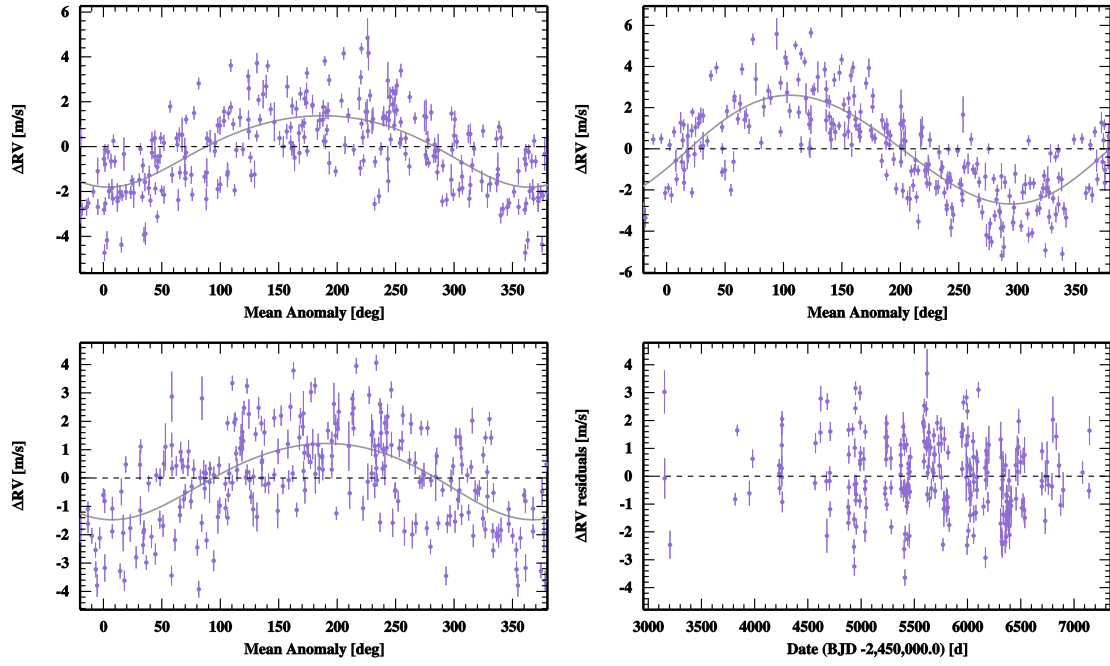 6
4
2
0
-2
-4
ΔRV [m/s]
0 50 100 150 200 250 300 350
Mean Anomaly [deg]
6
4
2
0
-2
-4
-6
ΔRV [m/s]
0 50 100 150 200 250 300 350
Mean Anomaly [deg]
4
3
2
1
0
-1
-2
-3
-4
ΔRV [m/s]
0 50 100 150 200 250 300 350
Mean Anomaly [deg]
4
3
2
1
0
-1
-2
-3
-4
ΔRV residuals [m/s]
3000 3500 4000 4500 5000 5500 6000 6500 7000
Date (BJD -2,450,000.0) [d]